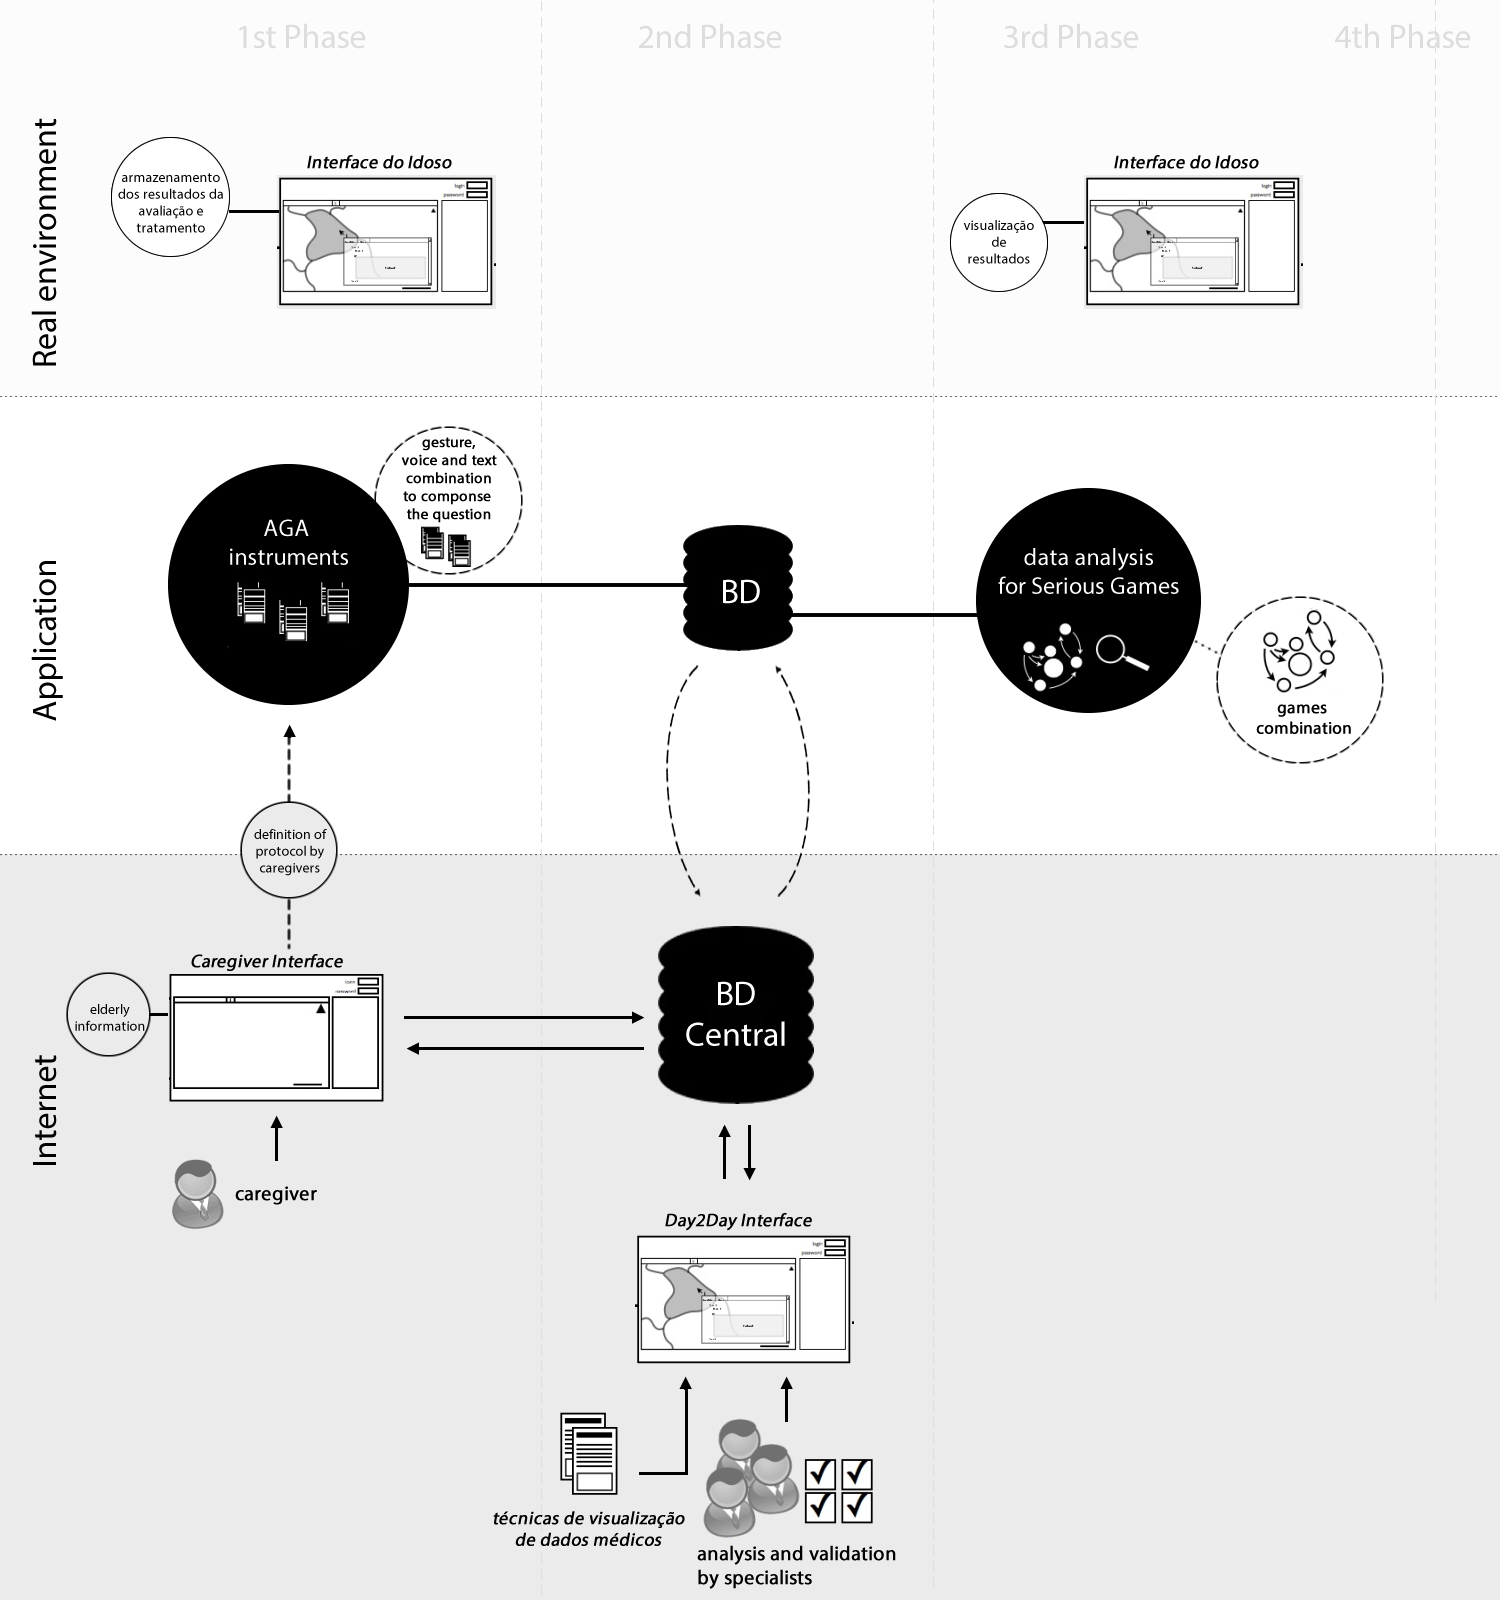 1st Phase
2nd Phase
3rd Phase
4th Phase
Real environment
armazenamento
dos resultados da
avaliação e
tratamento
Interface do Idoso
login
password
visualização
de
resultados
Interface do Idoso
login
password
Application
gesture,
voice and text
combination
to componse
the question
AGA
instruments
BD
data analysis
for Serious Games
games
combination
definition of
protocol by
caregivers
Internet
Caregiver Interface
login
password
elderly
information
BD
Central
caregiver
Day2Day Interface
login
password
técnicas de visualização
de dados médicos
analysis and validation
by specialists